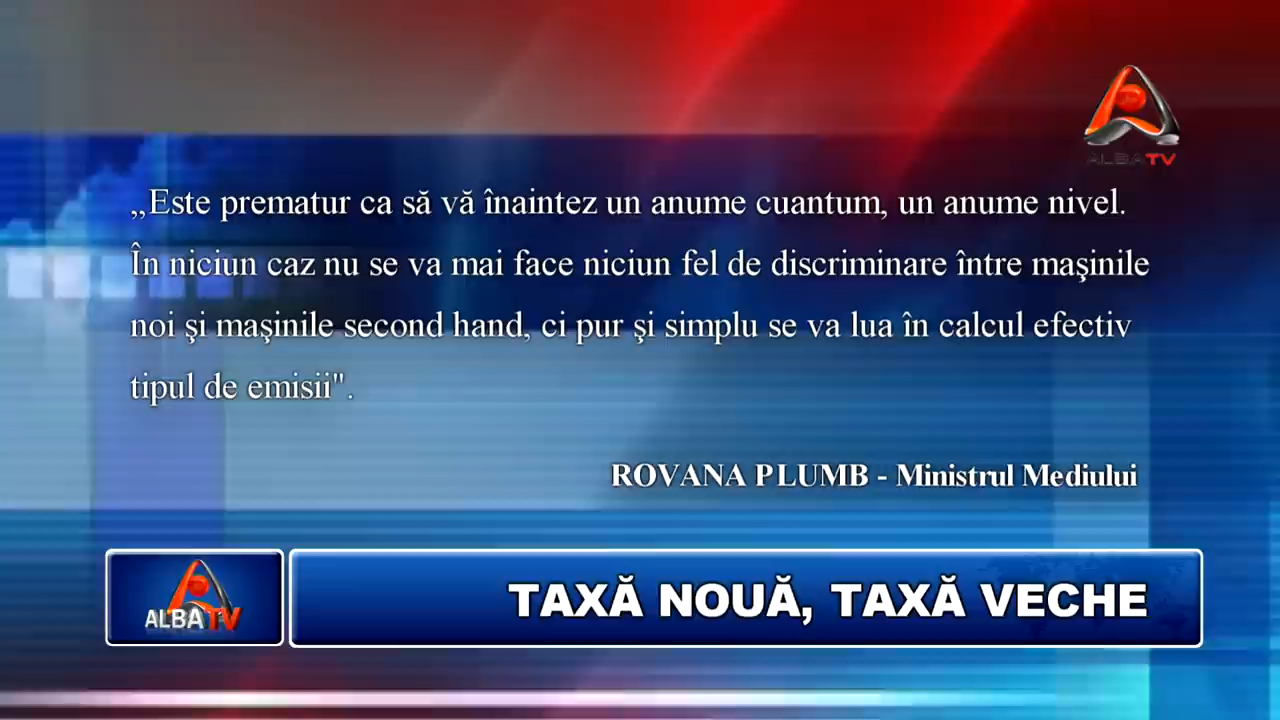 ALBA TV
„Este prematur ca să vă înaintez un anume cuantum, un anume nivel.
În niciun caz nu se va mai face niciun fel de discriminare între maşinile
noi şi maşinile second hand, ci pur şi simplu se va lua în calcul efectiv
tipul de emisii".
ROVANA PLUMB - Ministrul Mediului
ALBA TV
TAXĂ NOUĂ, TAXĂ VECHE